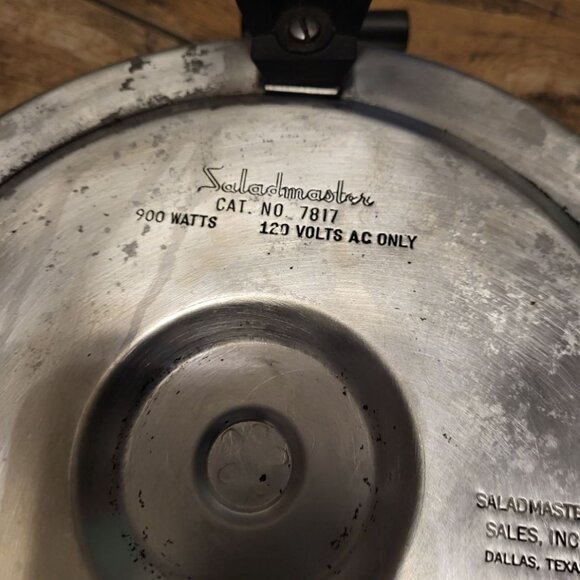 Saladmaster
CAT. NO. 7817
900 WATTS 120 VOLTS AC ONLY
SALADMASTE
SALES, INC
DALLAS, TEXA